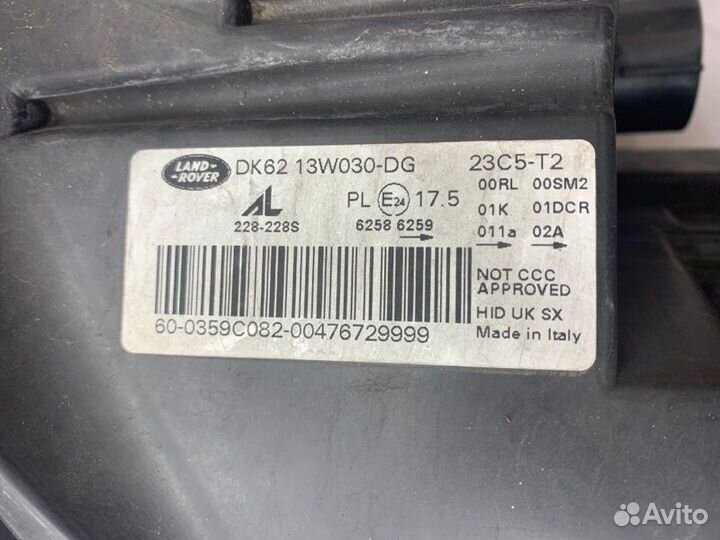 LAND-
-ROVER
DK62 13W030-DG
23C5-T2
AL
228-228S
PL E24 17.5
6258 6259
00RL 00SM2
01K 01DCR
011a 02A
NOT CCC
APPROVED
HID UK SX
Made in Italy
60-0359C082-00476729999
Avito